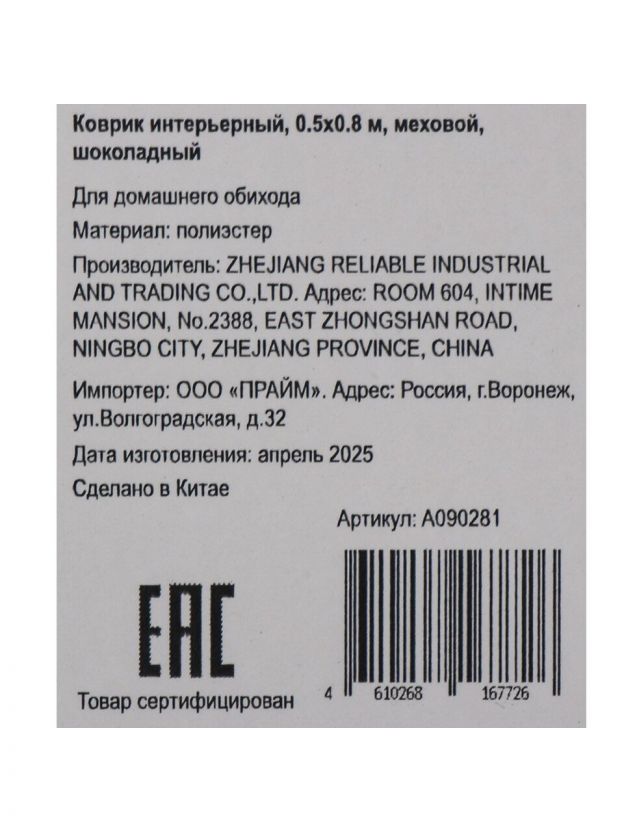 Коврик интерьерный, 0.5х0.8 м, меховой,
шоколадный
Для домашнего обихода
Материал: полиэстер
Производитель: ZHEJIANG RELIABLE INDUSTRIAL
AND TRADING CO.,LTD. Адрес: ROOM 604, INTIME
MANSION, No.2388, EAST ZHONGSHAN ROAD,
NINGBO CITY, ZHEJIANG PROVINCE, CHINA
Импортер: ООО «ПРАЙМ». Адрес: Россия, г.Воронеж,
ул.Волгоградская, д.32
Дата изготовления: апрель 2025
Сделано в Китае
Артикул: А090281
ЕАС
Товар сертифицирован
4 610268 167726